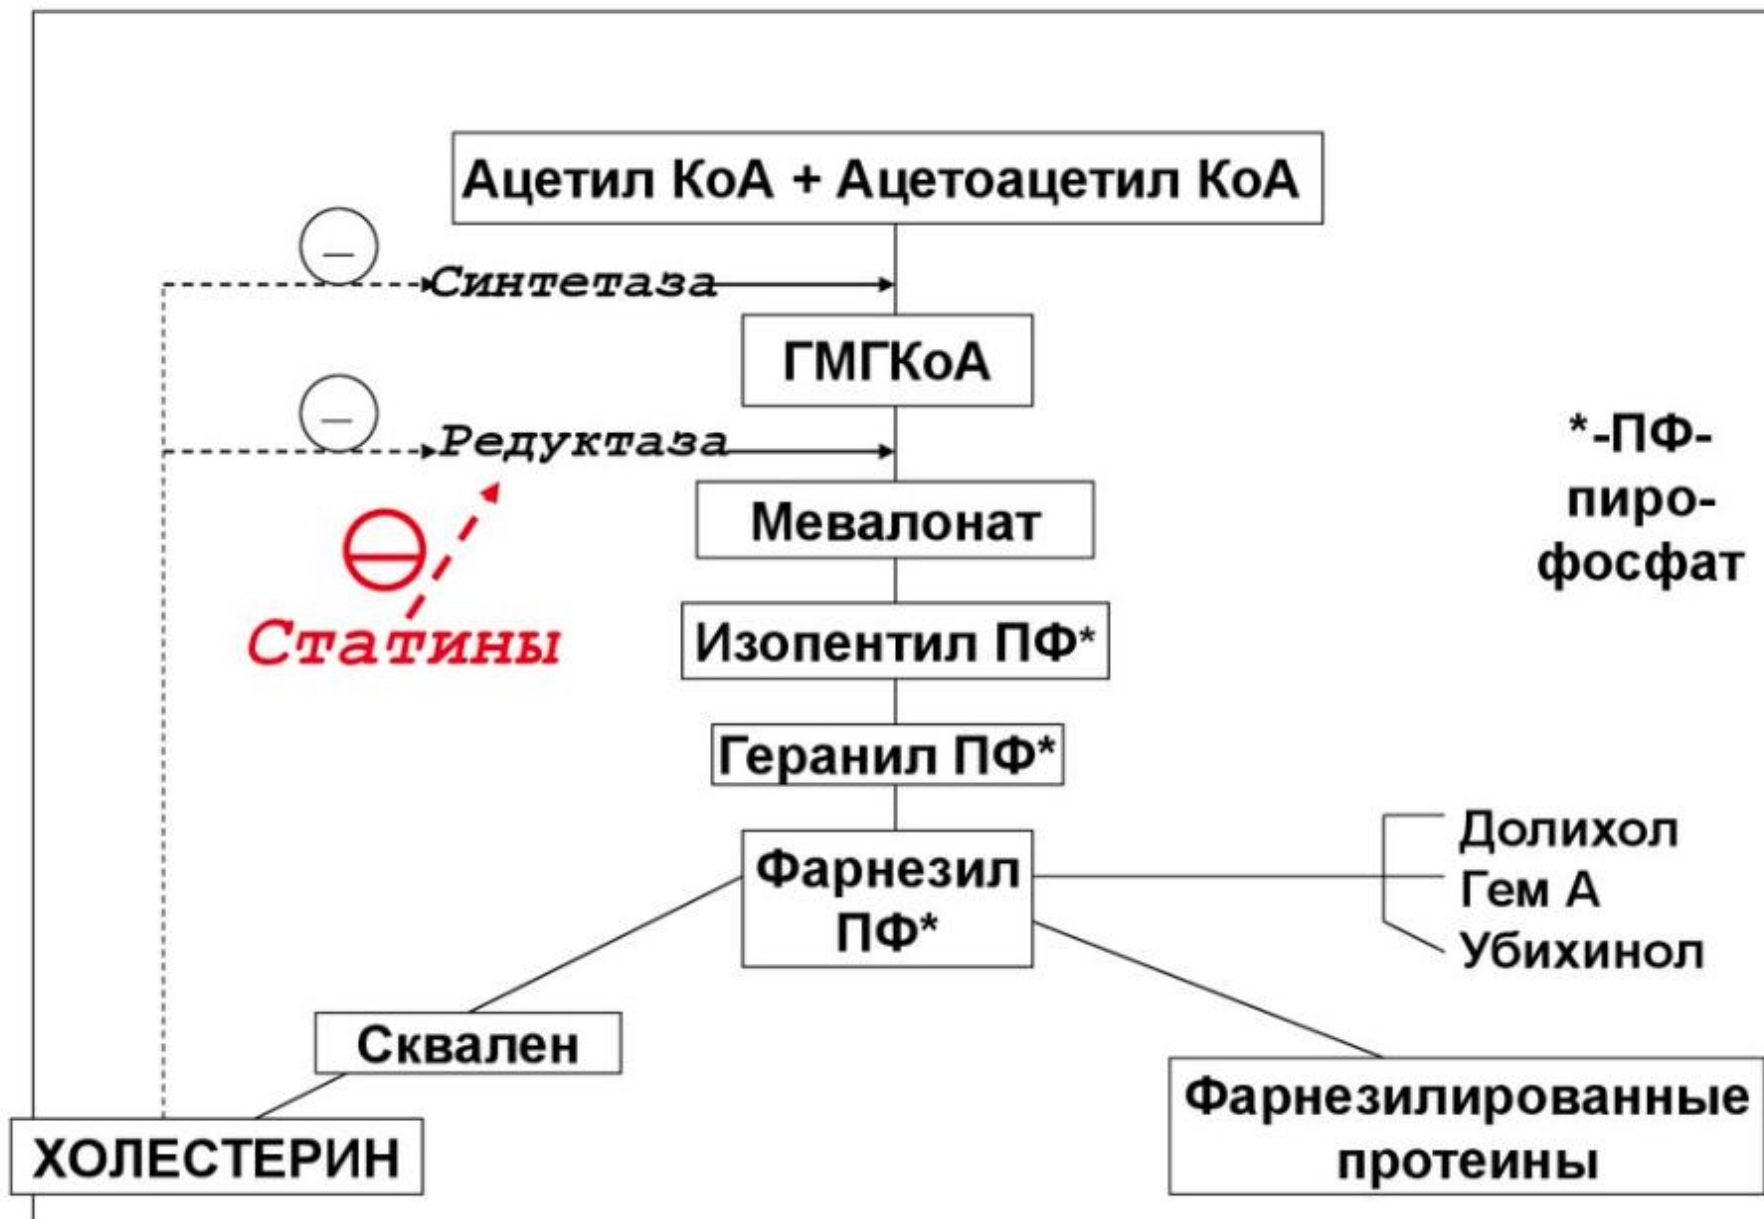 Ацетил КоА + Ацетоацетил КоА
–
Синтетаза
ГМГКоА
–
Редуктаза
*-ПФ-
пиро-
фосфат
Мевалонат
Статины
Изопентил ПФ*
Геранил ПФ*
Фарнезил
ПФ*
Долихол
Гем А
Убихинол
Сквален
Фарнезилированные
протеины
ХОЛЕСТЕРИН